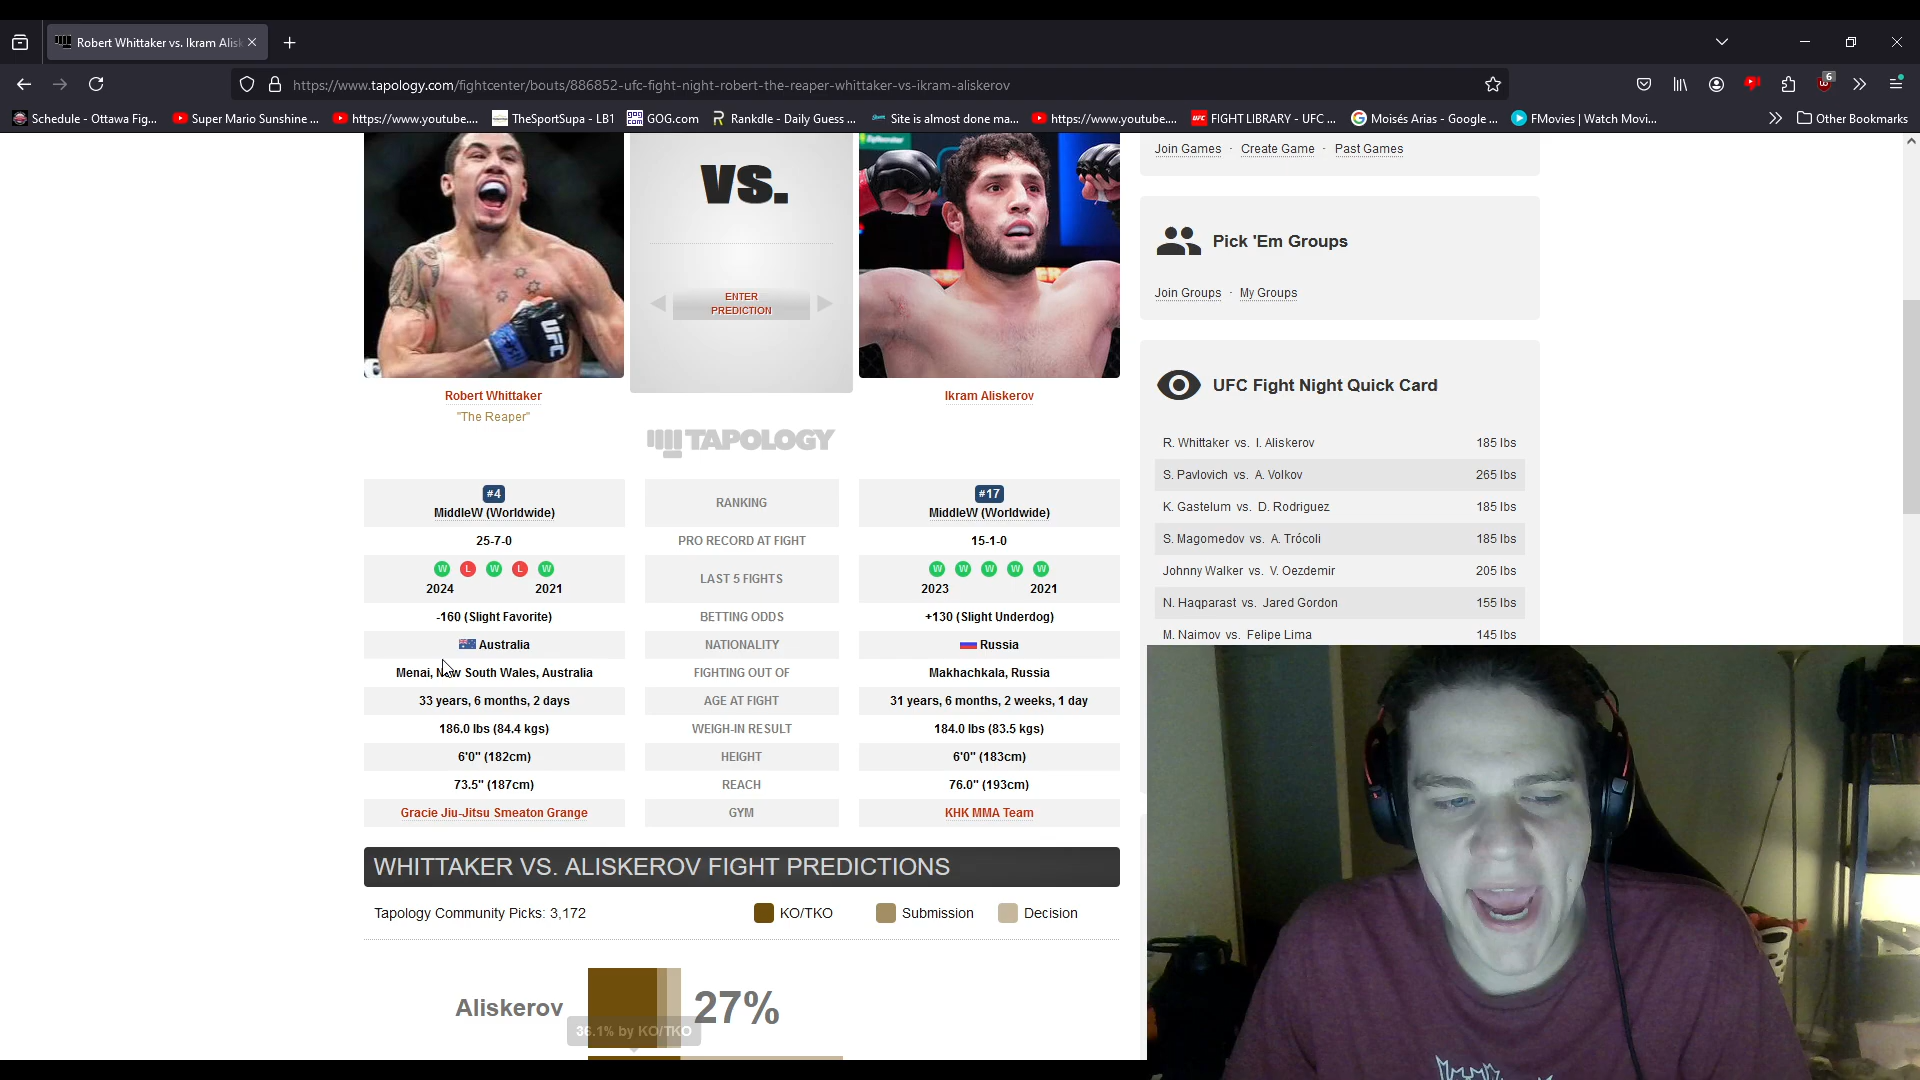 Robert Whittaker vs. Ikram Alisk
https://www.tapology.com/fightcenter/bouts/886852-ufc-fight-night-robert-the-reaper-whittaker-vs-ikram-aliskerov
6
Schedule - Ottawa Fig...
Super Mario Sunshine ...
https://www.youtube....
TheSportSupa - LB1
GOG.com
Rankdle - Daily Guess ...
Site is almost done ma...
https://www.youtube....
FIGHT LIBRARY - UFC ...
Moisés Arias - Google ...
FMovies | Watch Movi...
Other Bookmarks
VS.
ENTER
PREDICTION
UFC
Robert Whittaker
"The Reaper"
Ikram Aliskerov
TAPOLOGY
#4
MiddleW (Worldwide)
RANKING
#17
MiddleW (Worldwide)
25-7-0
PRO RECORD AT FIGHT
15-1-0
W L W L W
2024 2021
LAST 5 FIGHTS
W W W W W
2023 2021
-160 (Slight Favorite)
BETTING ODDS
+130 (Slight Underdog)
Australia
NATIONALITY
Russia
Menai, New South Wales, Australia
FIGHTING OUT OF
Makhachkala, Russia
33 years, 6 months, 2 days
AGE AT FIGHT
31 years, 6 months, 2 weeks, 1 day
186.0 lbs (84.4 kgs)
WEIGH-IN RESULT
184.0 lbs (83.5 kgs)
6'0" (182cm)
HEIGHT
6'0" (183cm)
73.5" (187cm)
REACH
76.0" (193cm)
Gracie Jiu-Jitsu Smeaton Grange
GYM
KHK MMA Team
WHITTAKER VS. ALISKEROV FIGHT PREDICTIONS
Tapology Community Picks: 3,172
KO/TKO
Submission
Decision
Aliskerov
27%
36.1% by KO/TKO
Join Games · Create Game · Past Games
Pick 'Em Groups
Join Groups · My Groups
UFC Fight Night Quick Card
R. Whittaker vs. I. Aliskerov 185 lbs
S. Pavlovich vs. A. Volkov 265 lbs
K. Gastelum vs. D. Rodriguez 185 lbs
S. Magomedov vs. A. Trócoli 185 lbs
Johnny Walker vs. V. Oezdemir 205 lbs
N. Haqparast vs. Jared Gordon 155 lbs
M. Naimov vs. Felipe Lima 145 lbs